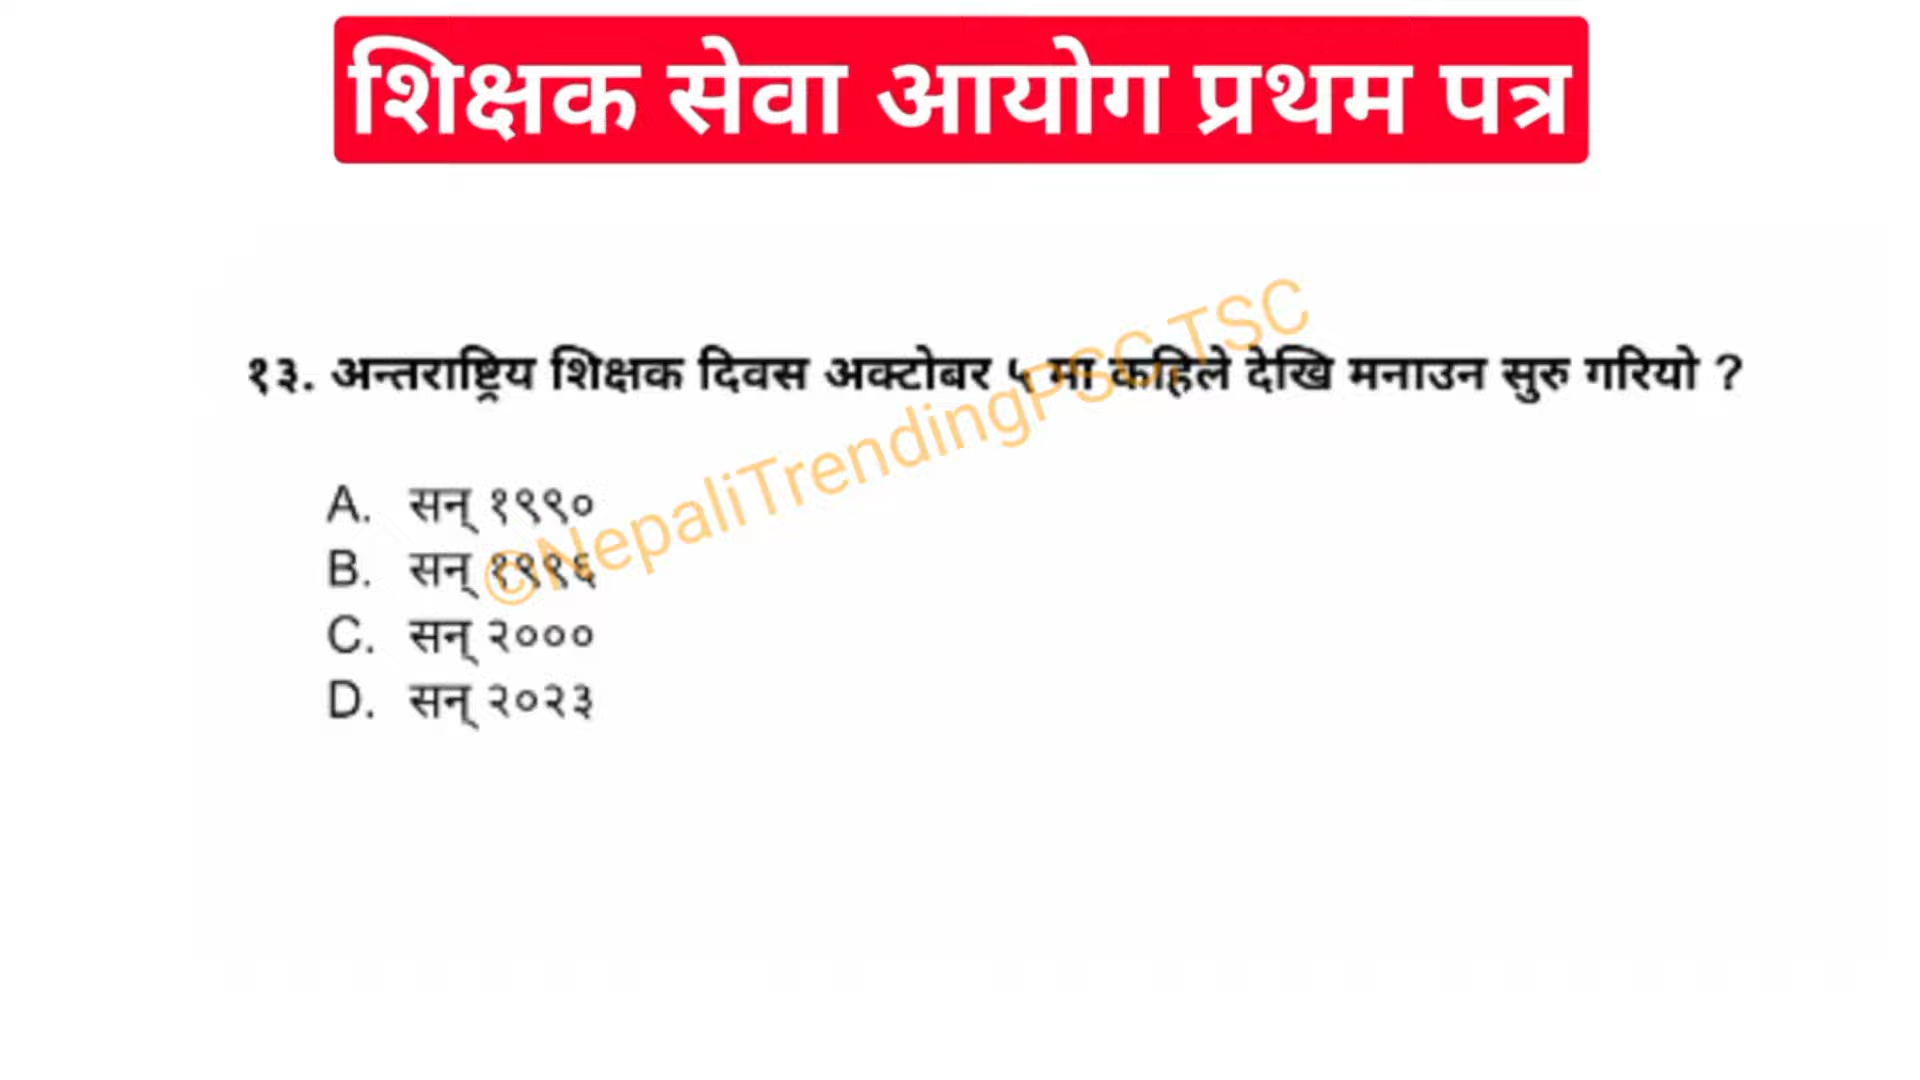 शिक्षक सेवा आयोग प्रथम पत्र
१३. अन्तराष्ट्रिय शिक्षक दिवस अक्टोबर ५ मा कहिले देखि मनाउन सुरु गरियो ?
A. सन् १९९०
B. सन् १९९६
C. सन् २०००
D. सन् २०२३
©NepaliTrendingPSC,TSC